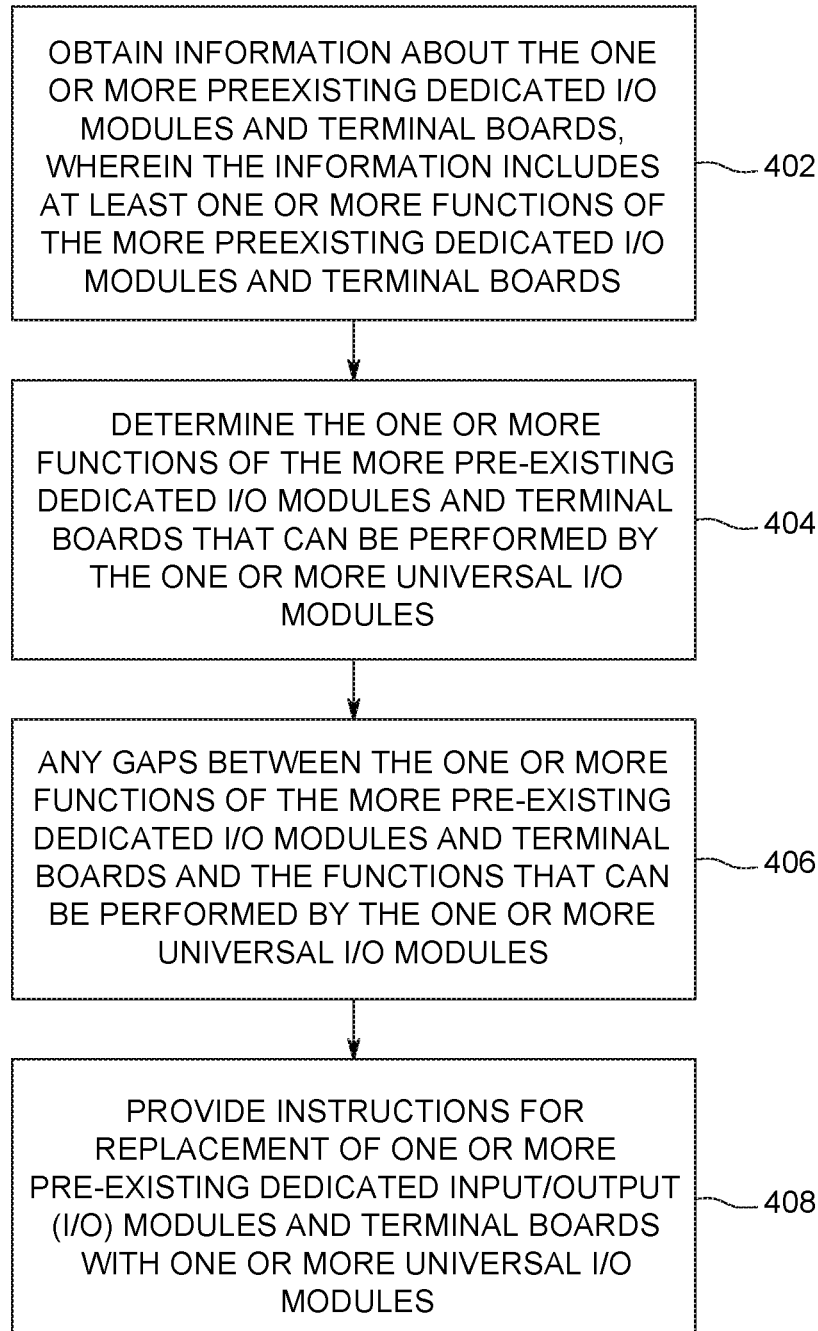 OBTAIN INFORMATION ABOUT THE ONE
OR MORE PREEXISTING DEDICATED I/O
MODULES AND TERMINAL BOARDS,
WHEREIN THE INFORMATION INCLUDES
AT LEAST ONE OR MORE FUNCTIONS OF
THE MORE PREEXISTING DEDICATED I/O
MODULES AND TERMINAL BOARDS
402
DETERMINE THE ONE OR MORE
FUNCTIONS OF THE MORE PRE-EXISTING
DEDICATED I/O MODULES AND TERMINAL
BOARDS THAT CAN BE PERFORMED BY
THE ONE OR MORE UNIVERSAL I/O
MODULES
404
ANY GAPS BETWEEN THE ONE OR MORE
FUNCTIONS OF THE MORE PRE-EXISTING
DEDICATED I/O MODULES AND TERMINAL
BOARDS AND THE FUNCTIONS THAT CAN
BE PERFORMED BY THE ONE OR MORE
UNIVERSAL I/O MODULES
406
PROVIDE INSTRUCTIONS FOR
REPLACEMENT OF ONE OR MORE
PRE-EXISTING DEDICATED INPUT/OUTPUT
(I/O) MODULES AND TERMINAL BOARDS
WITH ONE OR MORE UNIVERSAL I/O
MODULES
408